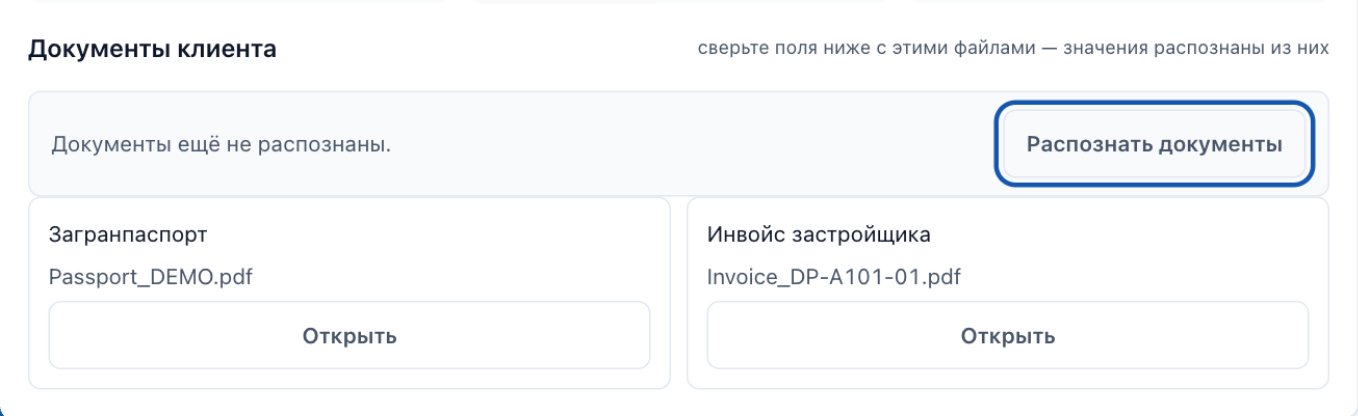 Документы клиента
сверьте поля ниже с этими файлами — значения распознаны из них
Документы ещё не распознаны.
Распознать документы
Загранпаспорт
Passport_DEMO.pdf
Открыть
Инвойс застройщика
Invoice_DP-A101-01.pdf
Открыть